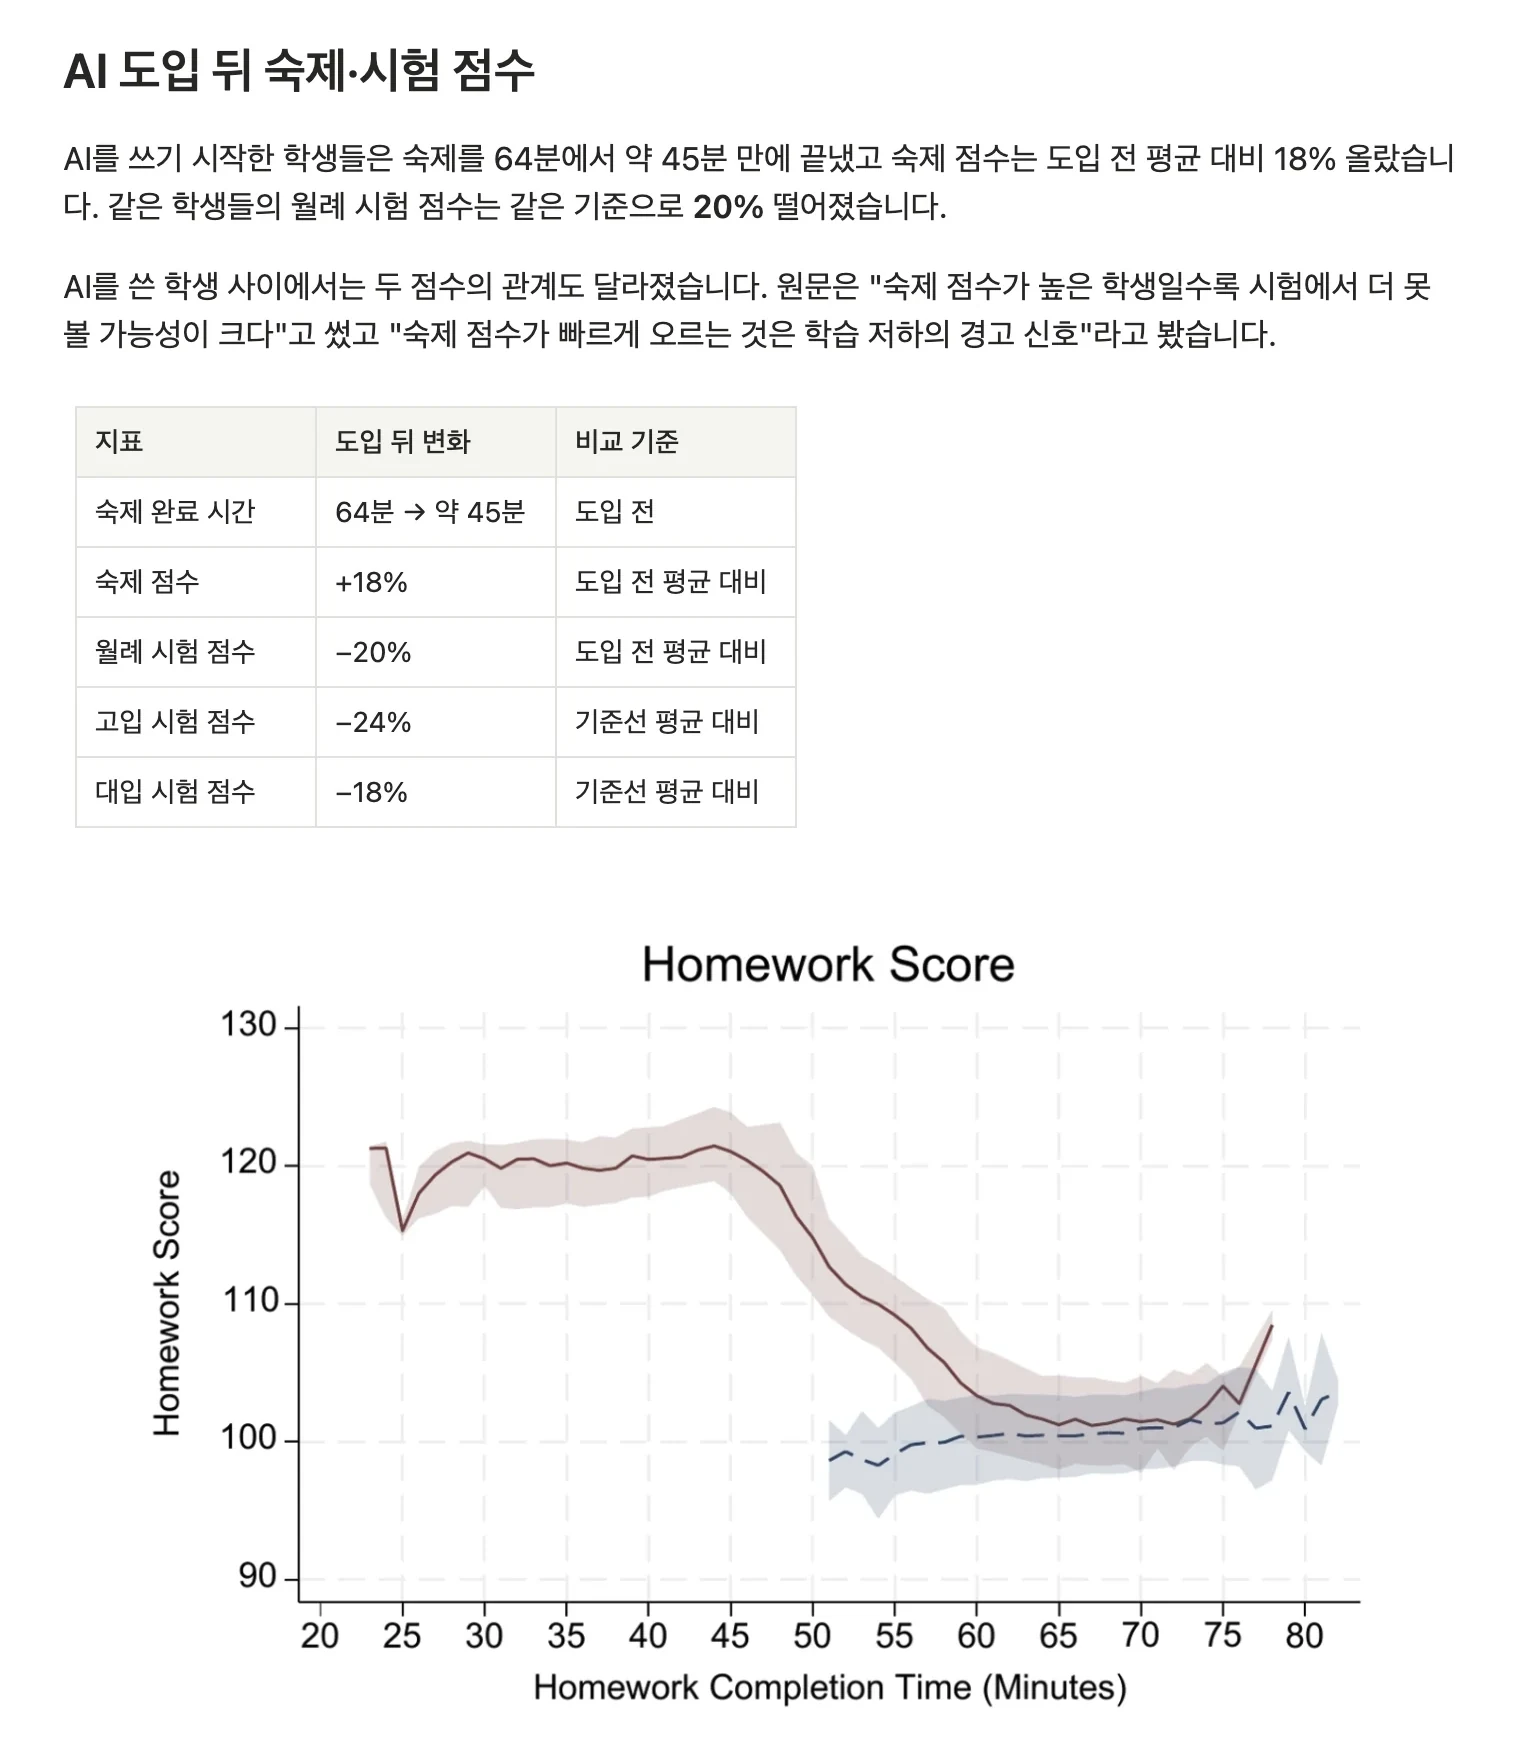 AI 도입 뒤 숙제·시험 점수
AI를 쓰기 시작한 학생들은 숙제를 64분에서 약 45분 만에 끝냈고 숙제 점수는 도입 전 평균 대비 18% 올랐습니
다. 같은 학생들의 월례 시험 점수는 같은 기준으로 20% 떨어졌습니다.
AI를 쓴 학생 사이에서는 두 점수의 관계도 달라졌습니다. 원문은 "숙제 점수가 높은 학생일수록 시험에서 더 못
볼 가능성이 크다"고 썼고 "숙제 점수가 빠르게 오르는 것은 학습 저하의 경고 신호"라고 봤습니다.
지표 도입 뒤 변화 비교 기준
숙제 완료 시간 64분 → 약 45분 도입 전
숙제 점수 +18% 도입 전 평균 대비
월례 시험 점수 −20% 도입 전 평균 대비
고입 시험 점수 −24% 기준선 평균 대비
대입 시험 점수 −18% 기준선 평균 대비
Homework Score
Homework Score
130
120
110
100
90
20 25 30 35 40 45 50 55 60 65 70 75 80
Homework Completion Time (Minutes)